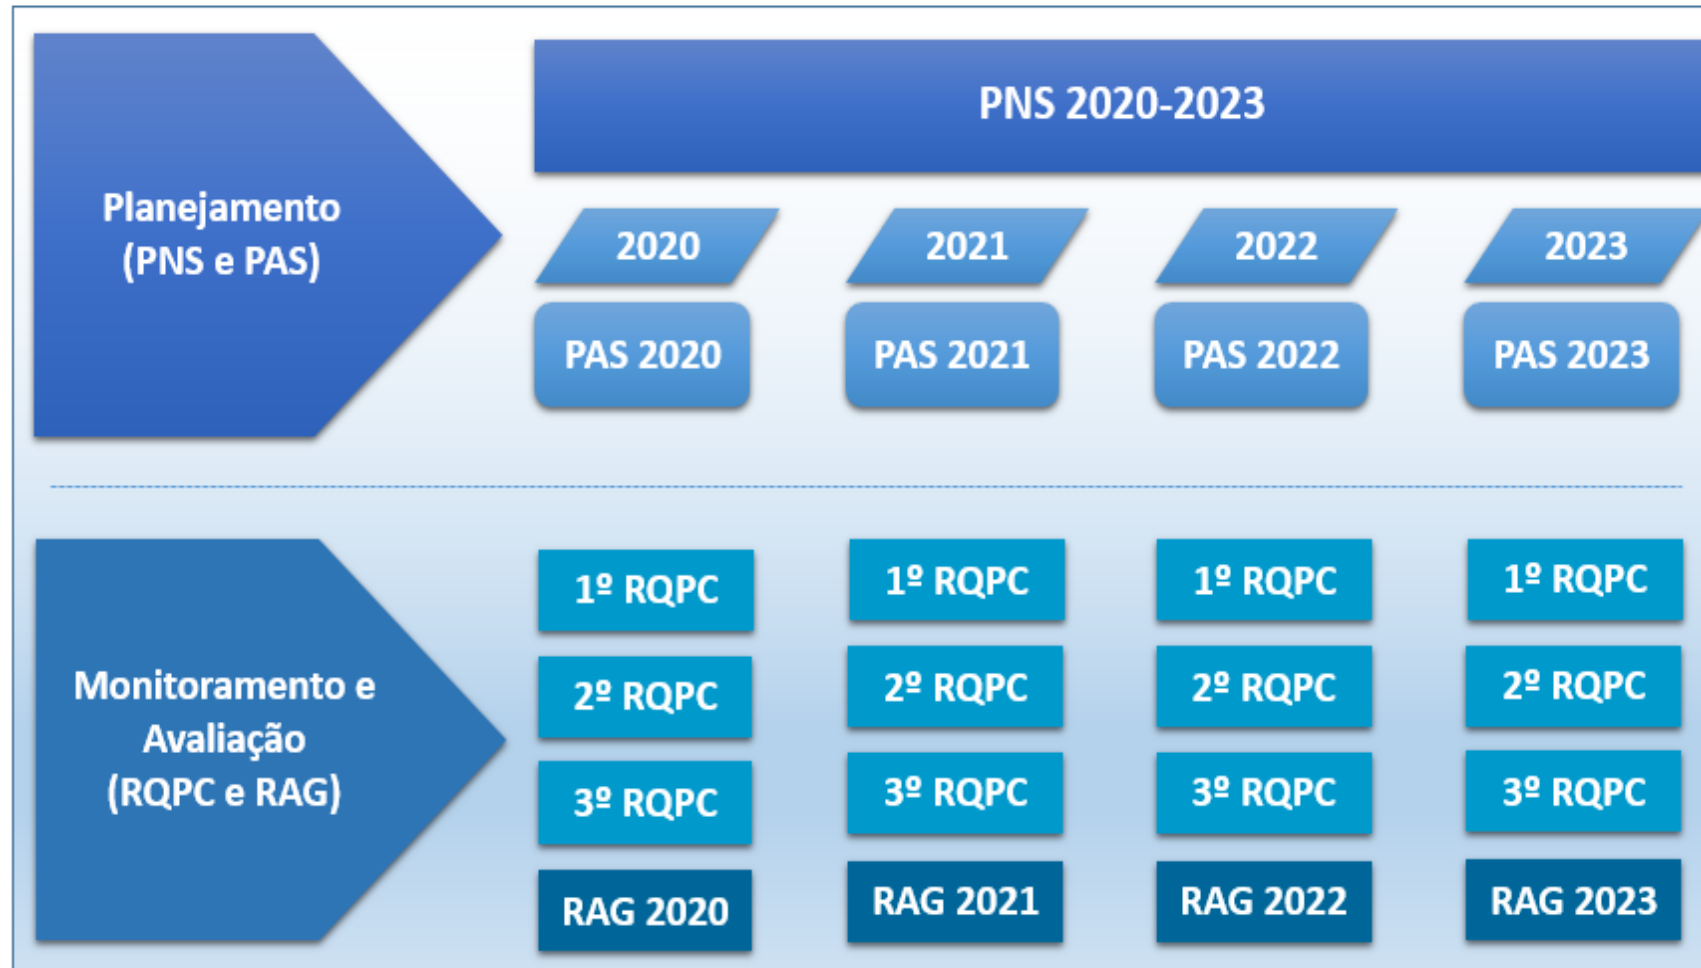 Planejamento
(PNS e PAS)
PNS 2020-2023
2020 2021 2022 2023
PAS 2020 PAS 2021 PAS 2022 PAS 2023
Monitoramento e
Avaliação
(RQPC e RAG)
1º RQPC 1º RQPC 1º RQPC 1º RQPC
2º RQPC 2º RQPC 2º RQPC 2º RQPC
3º RQPC 3º RQPC 3º RQPC 3º RQPC
RAG 2020 RAG 2021 RAG 2022 RAG 2023